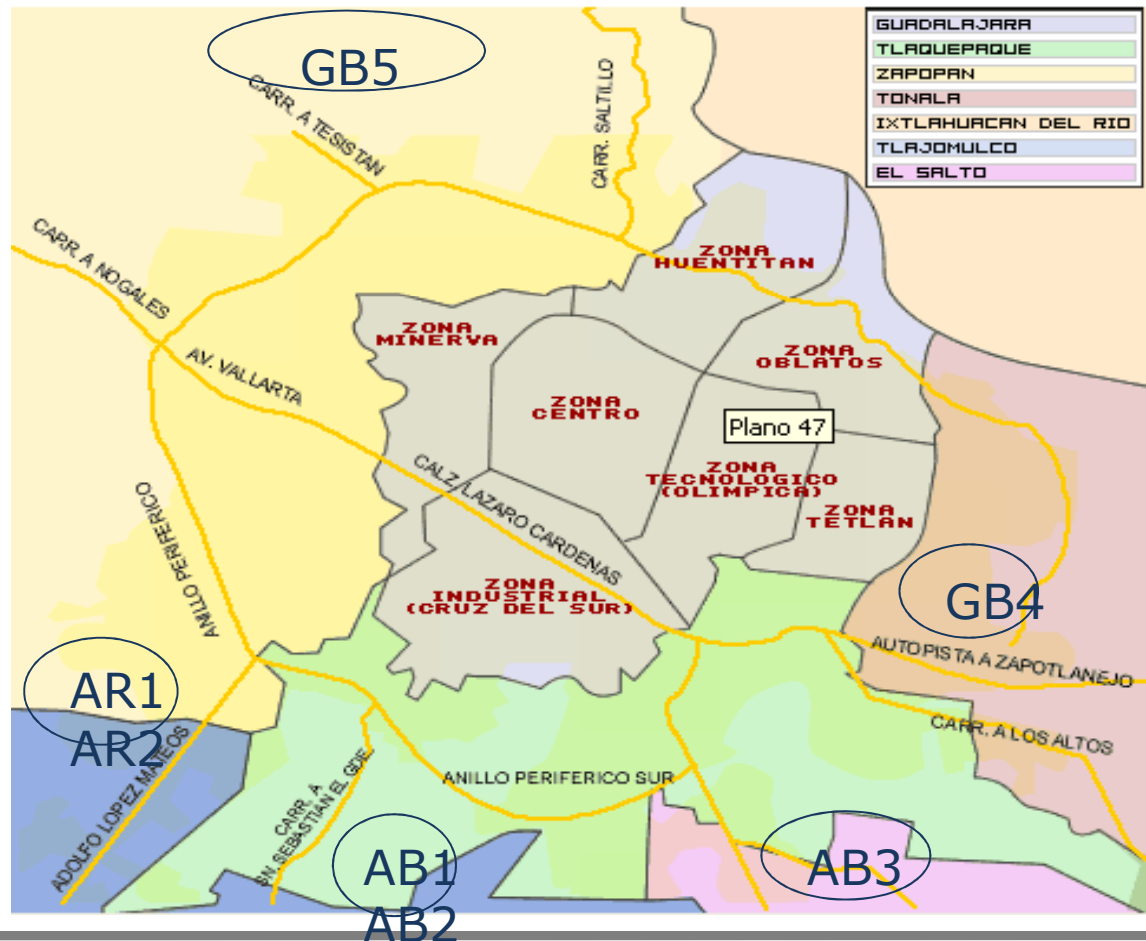 GUADALAJARA
TLAQUEPAQUE
ZAPOPAN
TONALA
IXTLAHUACAN DEL RIO
TLAJOMULCO
EL SALTO
GB5
CARR. A TESISTAN
CARR. SALTILLO
CARR. A NOGALES
AV. VALLARTA
ZONA
HUENTITAN
ZONA
MINERVA
ZONA
OBLATOS
ZONA
CENTRO
Plano 47
ZONA
TECNOLOGICO
(OLIMPICA)
ZONA
TETLAN
CALZ. LAZARO CARDENAS
ANILLO PERIFERICO
ZONA
INDUSTRIAL
(CRUZ DEL SUR)
GB4
AUTOPISTA A ZAPOTLANEJO
CARR. A LOS ALTOS
AR1
AR2
ADOLFO LOPEZ MATEOS
CARR. A
SN. SEBASTIAN EL GDE.
ANILLO PERIFERICO SUR
AB1
AB2
AB3